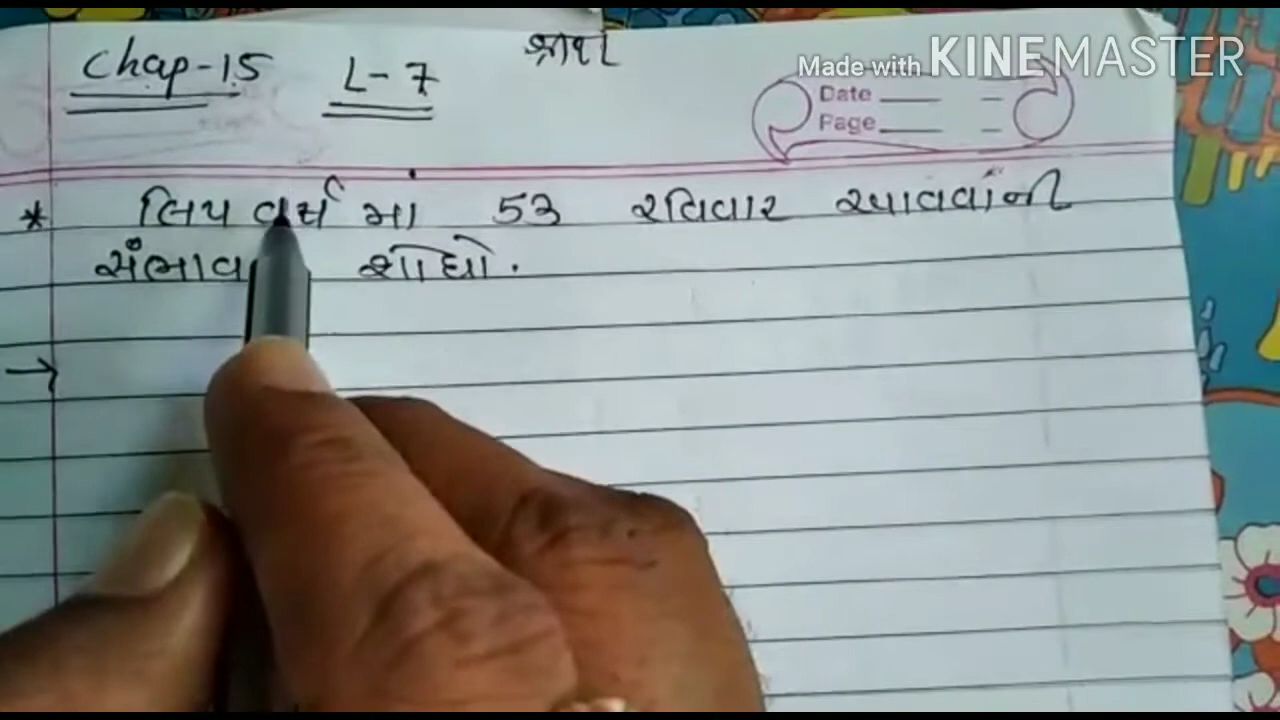 Chap-15 L-7
Made with KINEMASTER
Date
Page
* લિપ વર્ષ માં 53 રવિવાર આવવાંની
સંભાવ શોધો.
→